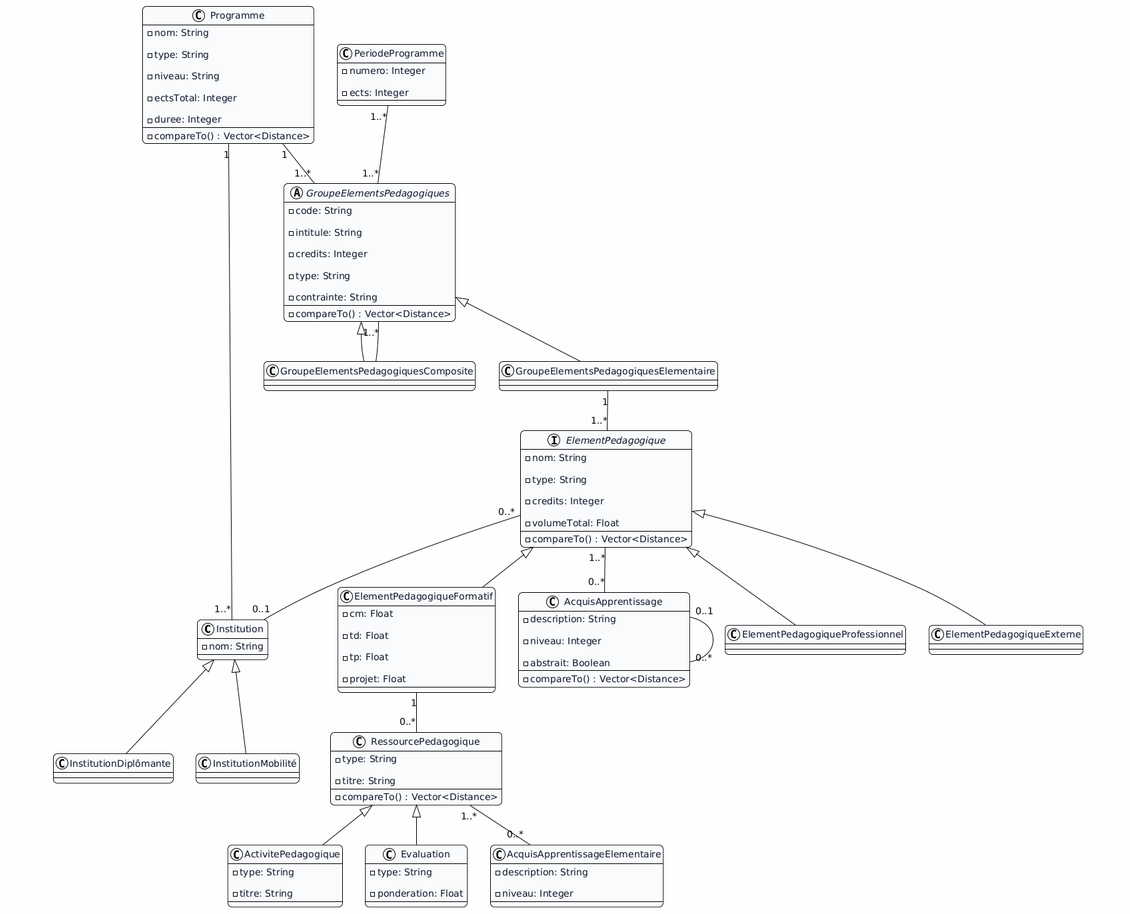 C Programme
nom: String
type: String
niveau: String
ectsTotal: Integer
duree: Integer
compareTo() : Vector<Distance>
C PeriodeProgramme
numero: Integer
ects: Integer
1..*
1
1
1..*
1..*
A GroupeElementsPedagogiques
code: String
intitule: String
credits: Integer
type: String
contrainte: String
compareTo() : Vector<Distance>
1..*
C GroupeElementsPedagogiquesComposite
C GroupeElementsPedagogiquesElementaire
1
1..*
I ElementPedagogique
nom: String
type: String
credits: Integer
volumeTotal: Float
compareTo() : Vector<Distance>
0..*
1..*
0..*
1..*
0..1
C Institution
nom: String
C ElementPedagogiqueFormatif
cm: Float
td: Float
tp: Float
projet: Float
C AcquisApprentissage
description: String
niveau: Integer
abstrait: Boolean
compareTo() : Vector<Distance>
0..1
0..*
C ElementPedagogiqueProfessionnel
C ElementPedagogiqueExterne
1
0..*
C InstitutionDiplômante
C InstitutionMobilité
C RessourcePedagogique
type: String
titre: String
compareTo() : Vector<Distance>
1..*
0..*
C ActivitePedagogique
type: String
titre: String
C Evaluation
type: String
ponderation: Float
C AcquisApprentissageElementaire
description: String
niveau: Integer